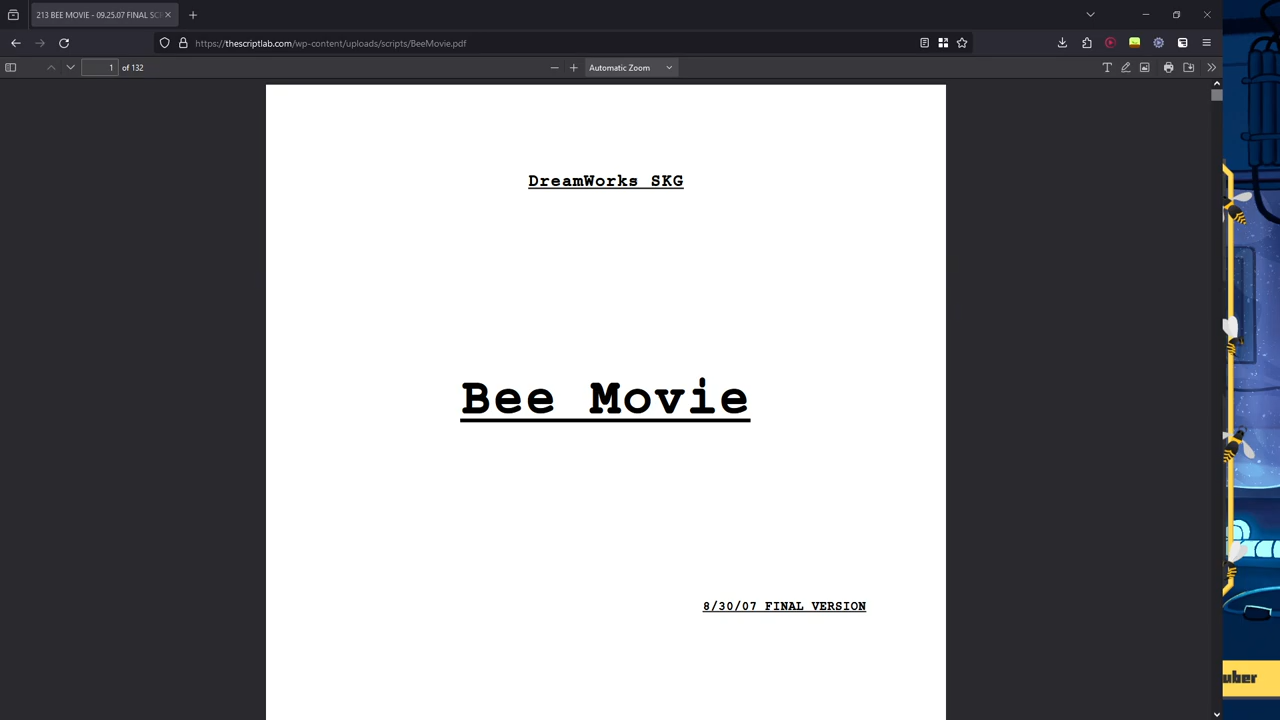 213 BEE MOVIE - 09.25.07 FINAL SC
https://thescriptlab.com/wp-content/uploads/scripts/BeeMovie.pdf
1 of 132
Automatic Zoom
DreamWorks SKG
Bee Movie
8/30/07 FINAL VERSION
uber